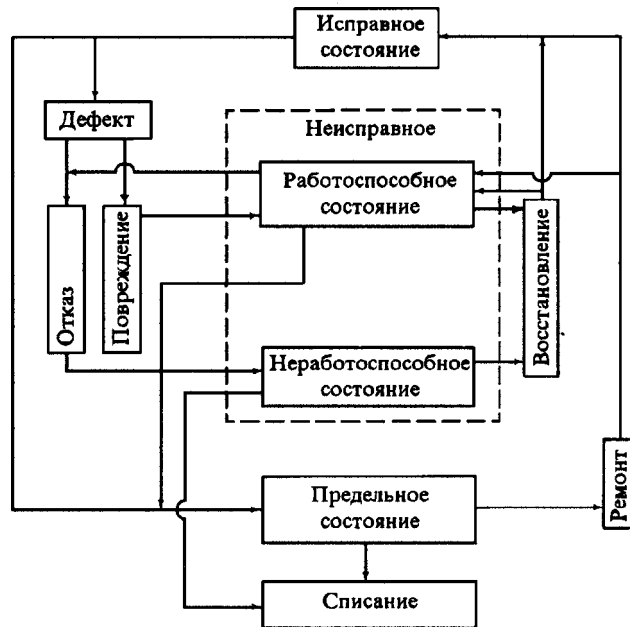 Исправное
состояние
Дефект
Неисправное
Работоспособное
состояние
Отказ
Повреждение
Восстановление
Неработоспособное
состояние
Предельное
состояние
Ремонт
Списание